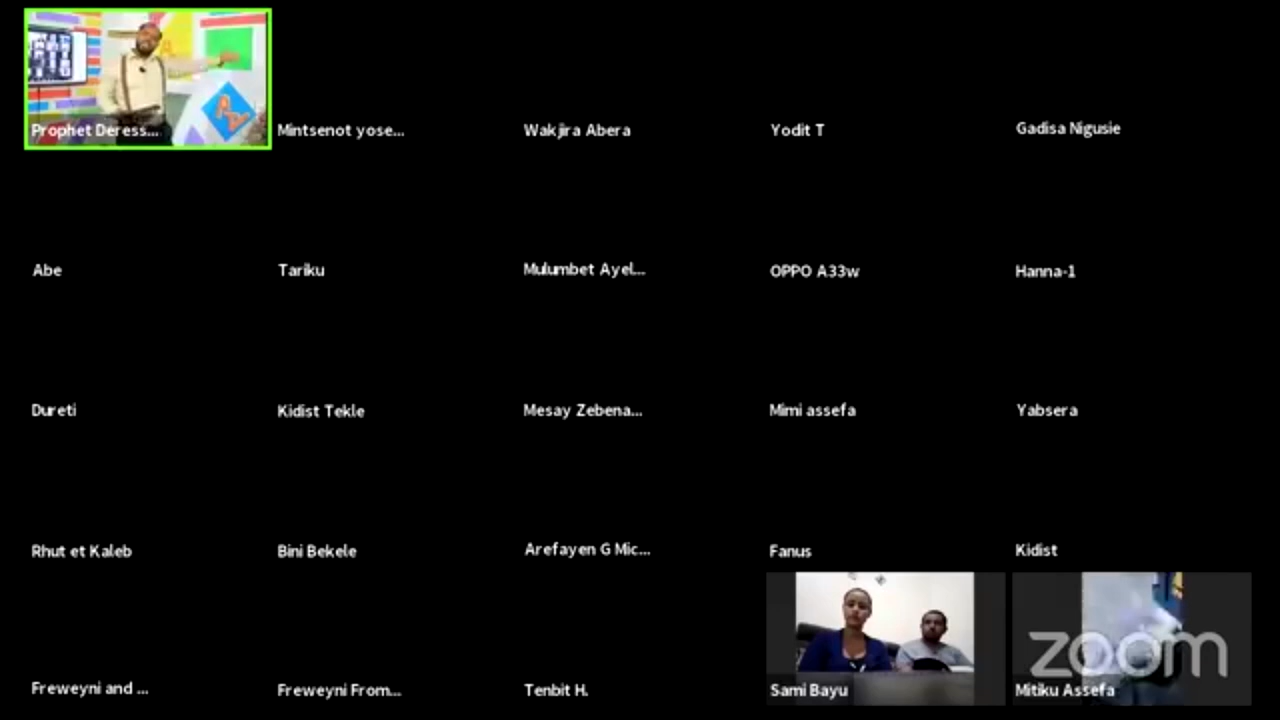 Prophet Deress...
Mintsenot yose...
Wakjira Abera
Yodit T
Gadisa Nigusie
Abe
Tariku
Mulumbet Ayel...
OPPO A33w
Hanna-1
Dureti
Kidist Tekle
Mesay Zebena...
Mimi assefa
Yabsera
Rhut et Kaleb
Bini Bekele
Arefayen G Mic...
Fanus
Kidist
Freweyni and ...
Freweyni From...
Tenbit H.
Sami Bayu
zoom
Mitiku Assefa